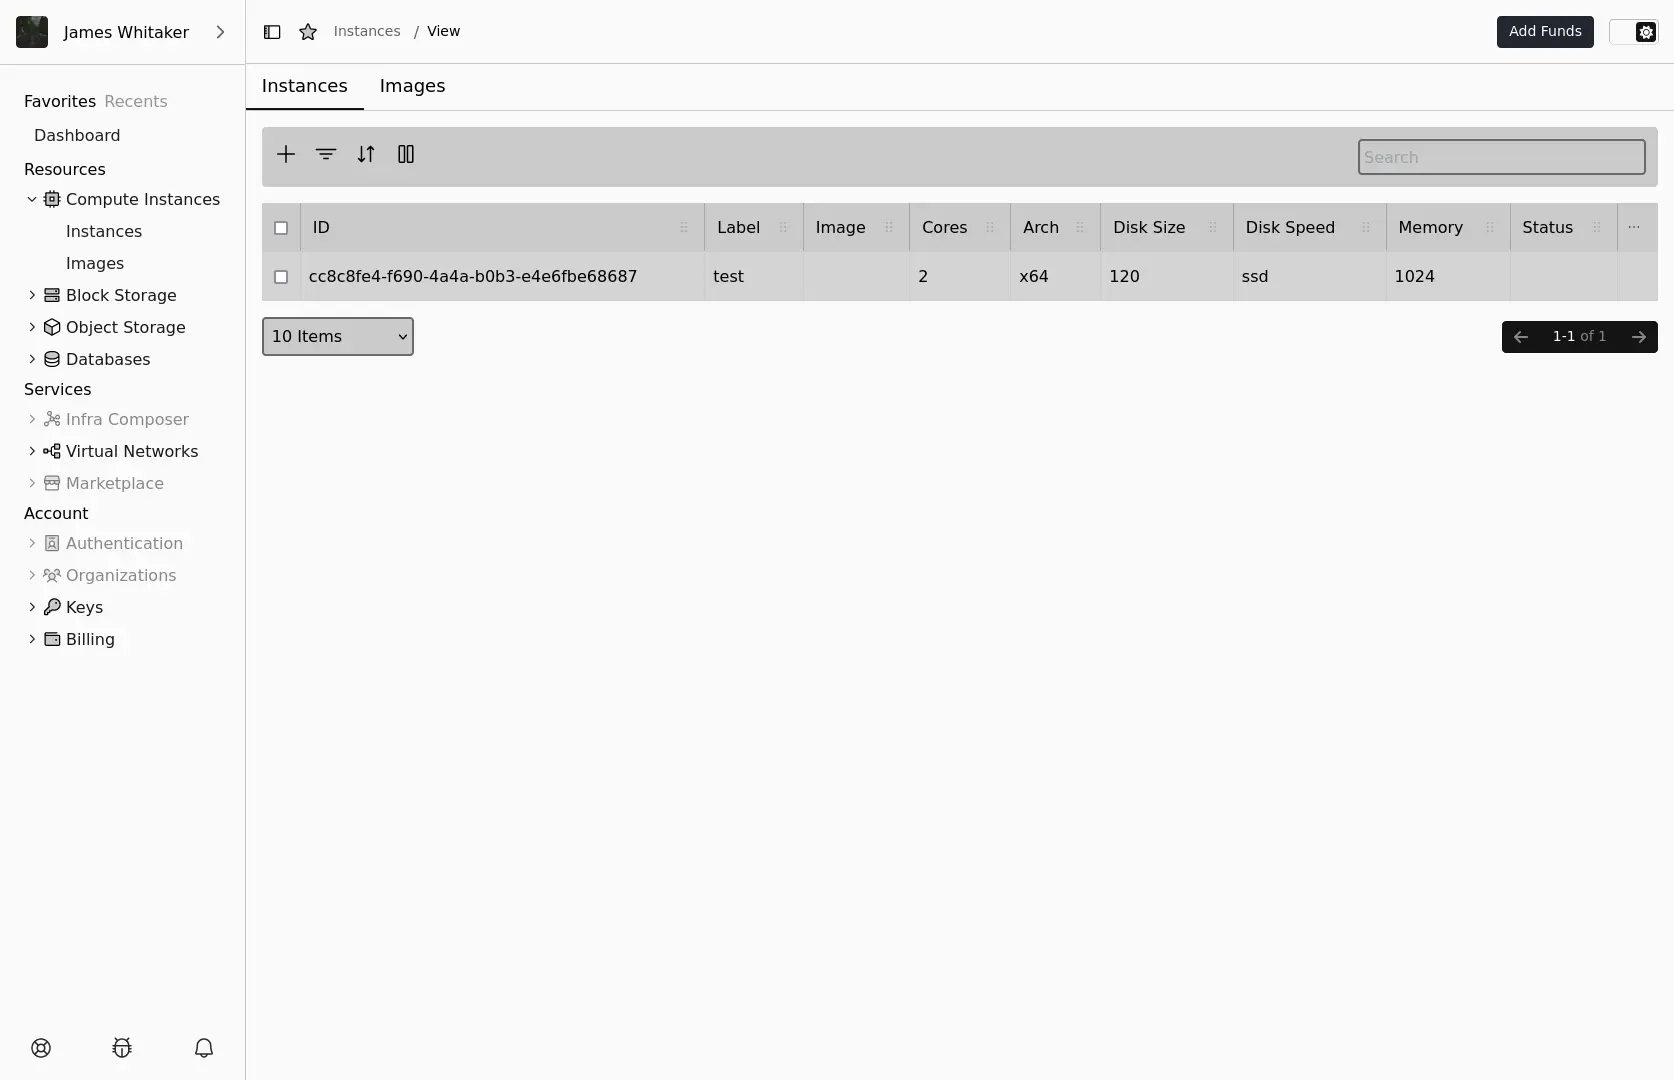 James Whitaker
Favorites Recents
Dashboard
Resources
Compute Instances
Instances
Images
Block Storage
Object Storage
Databases
Services
Infra Composer
Virtual Networks
Marketplace
Account
Authentication
Organizations
Keys
Billing
Instances / View
Add Funds
Instances Images
Search
ID Label Image Cores Arch Disk Size Disk Speed Memory Status ...
cc8c8fe4-f690-4a4a-b0b3-e4e6fbe68687 test 2 x64 120 ssd 1024
10 Items
1-1 of 1